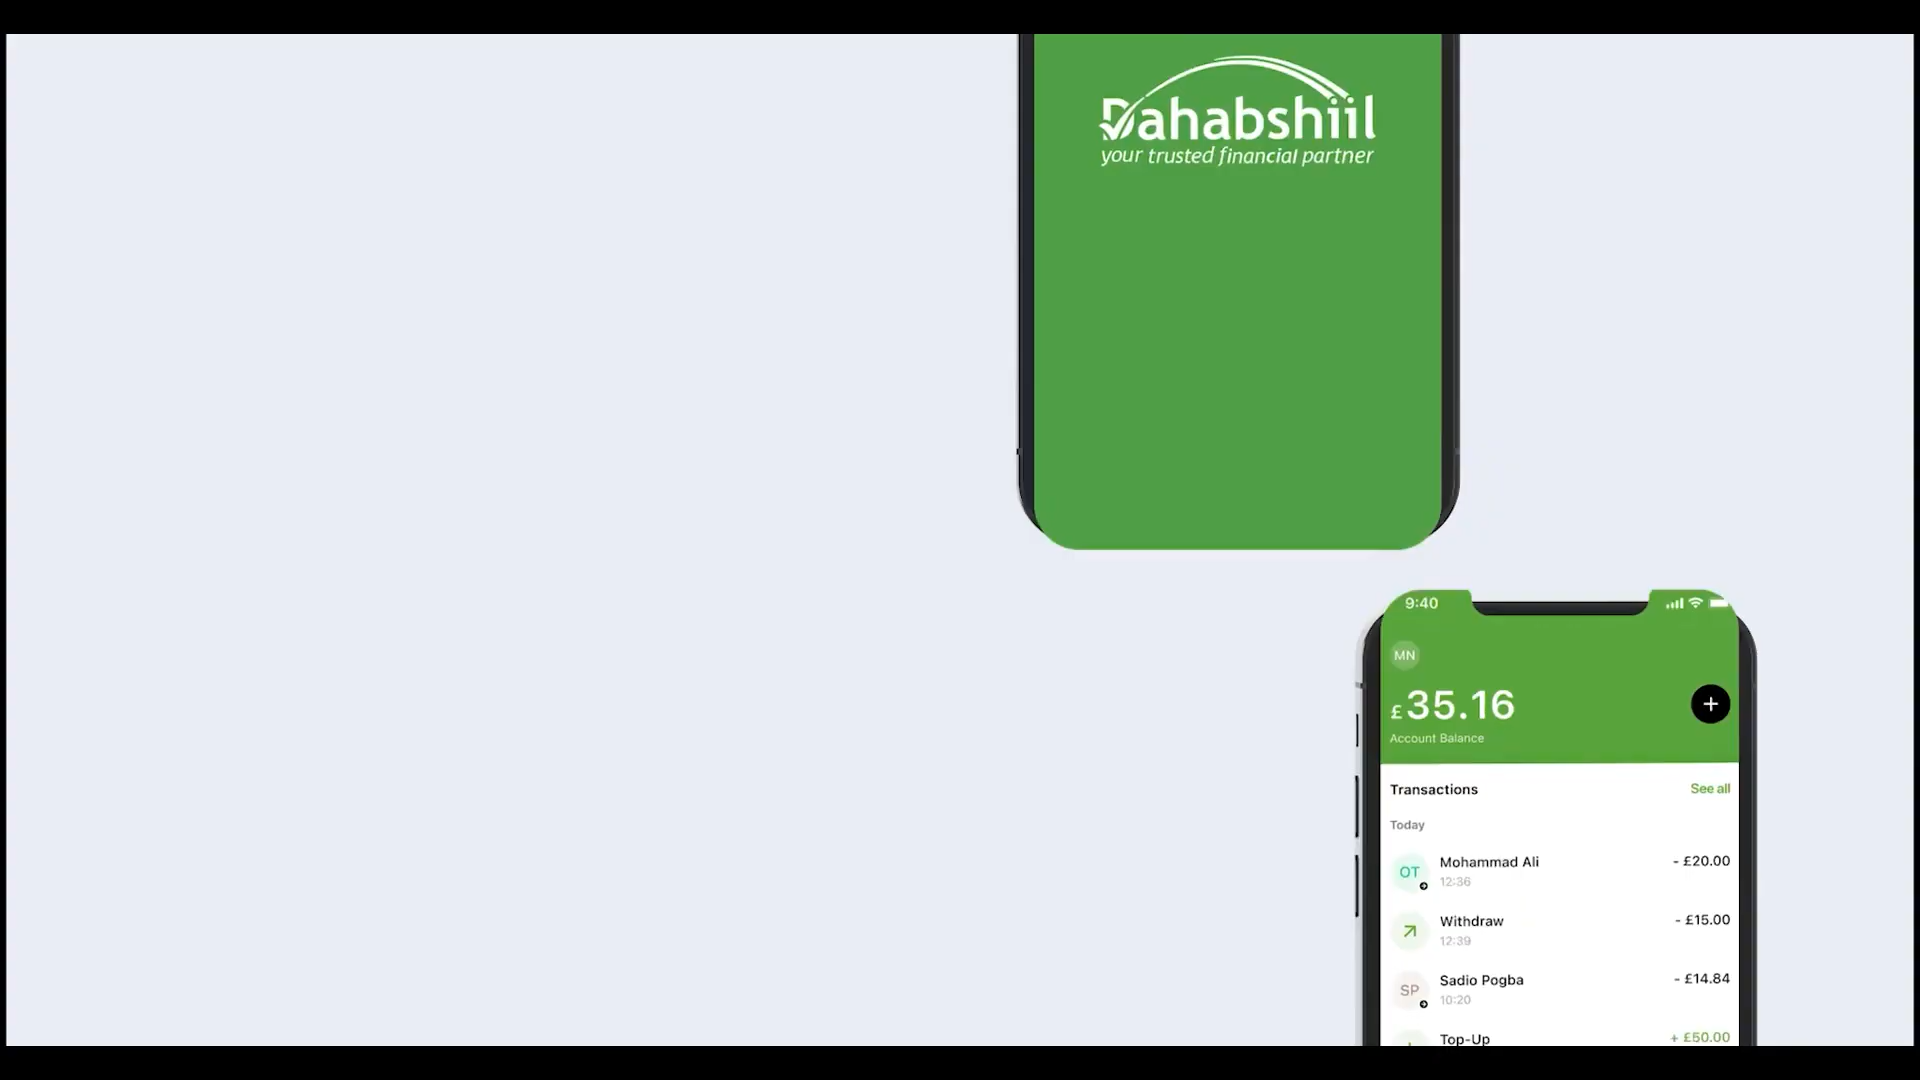 Dahabshiil
your trusted financial partner
9:40
MN
£35.16
+
Account Balance
Transactions See all
Today
OT Mohammad Ali - £20.00
12:36
Withdraw - £15.00
12:39
SP Sadio Pogba - £14.84
10:20
Top-Up + £50.00